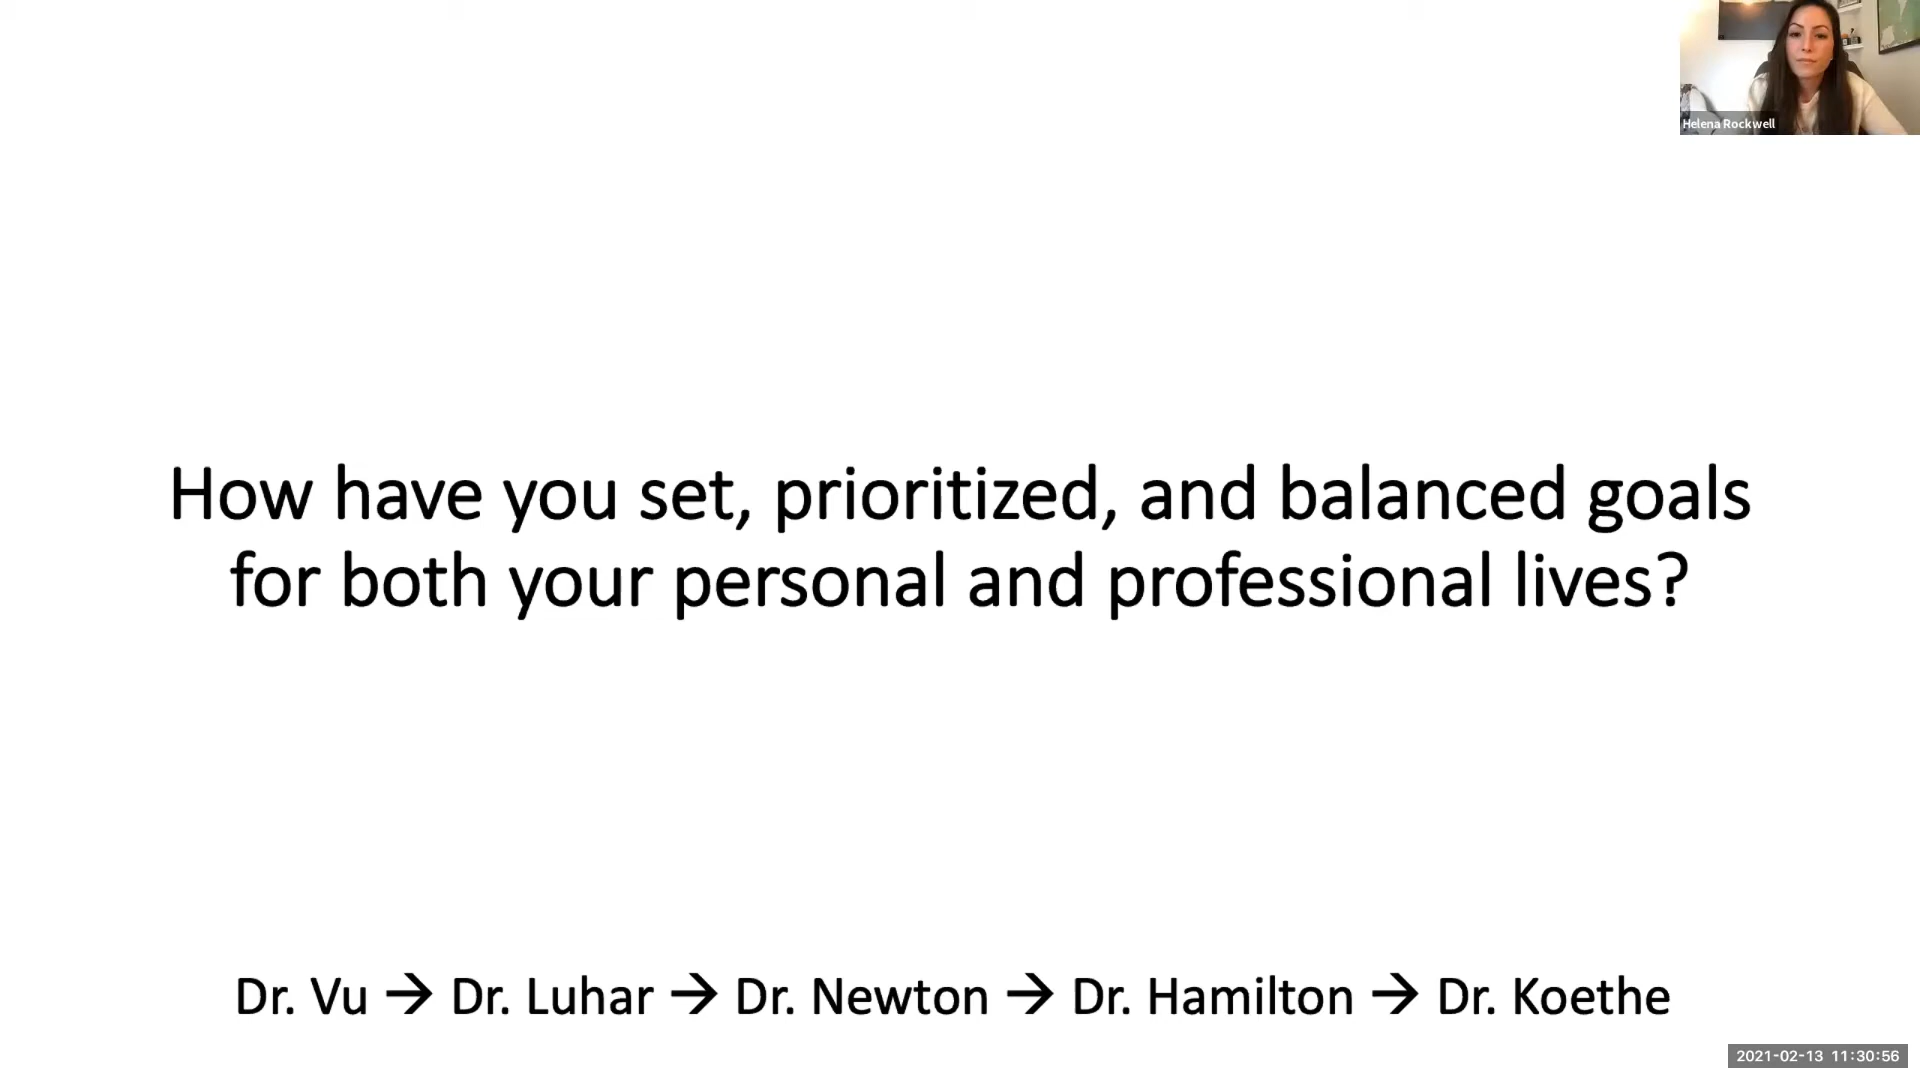 Helena Rockwell
How have you set, prioritized, and balanced goals
for both your personal and professional lives?
Dr. Vu → Dr. Luhar → Dr. Newton → Dr. Hamilton → Dr. Koethe
2021-02-13 11:30:56